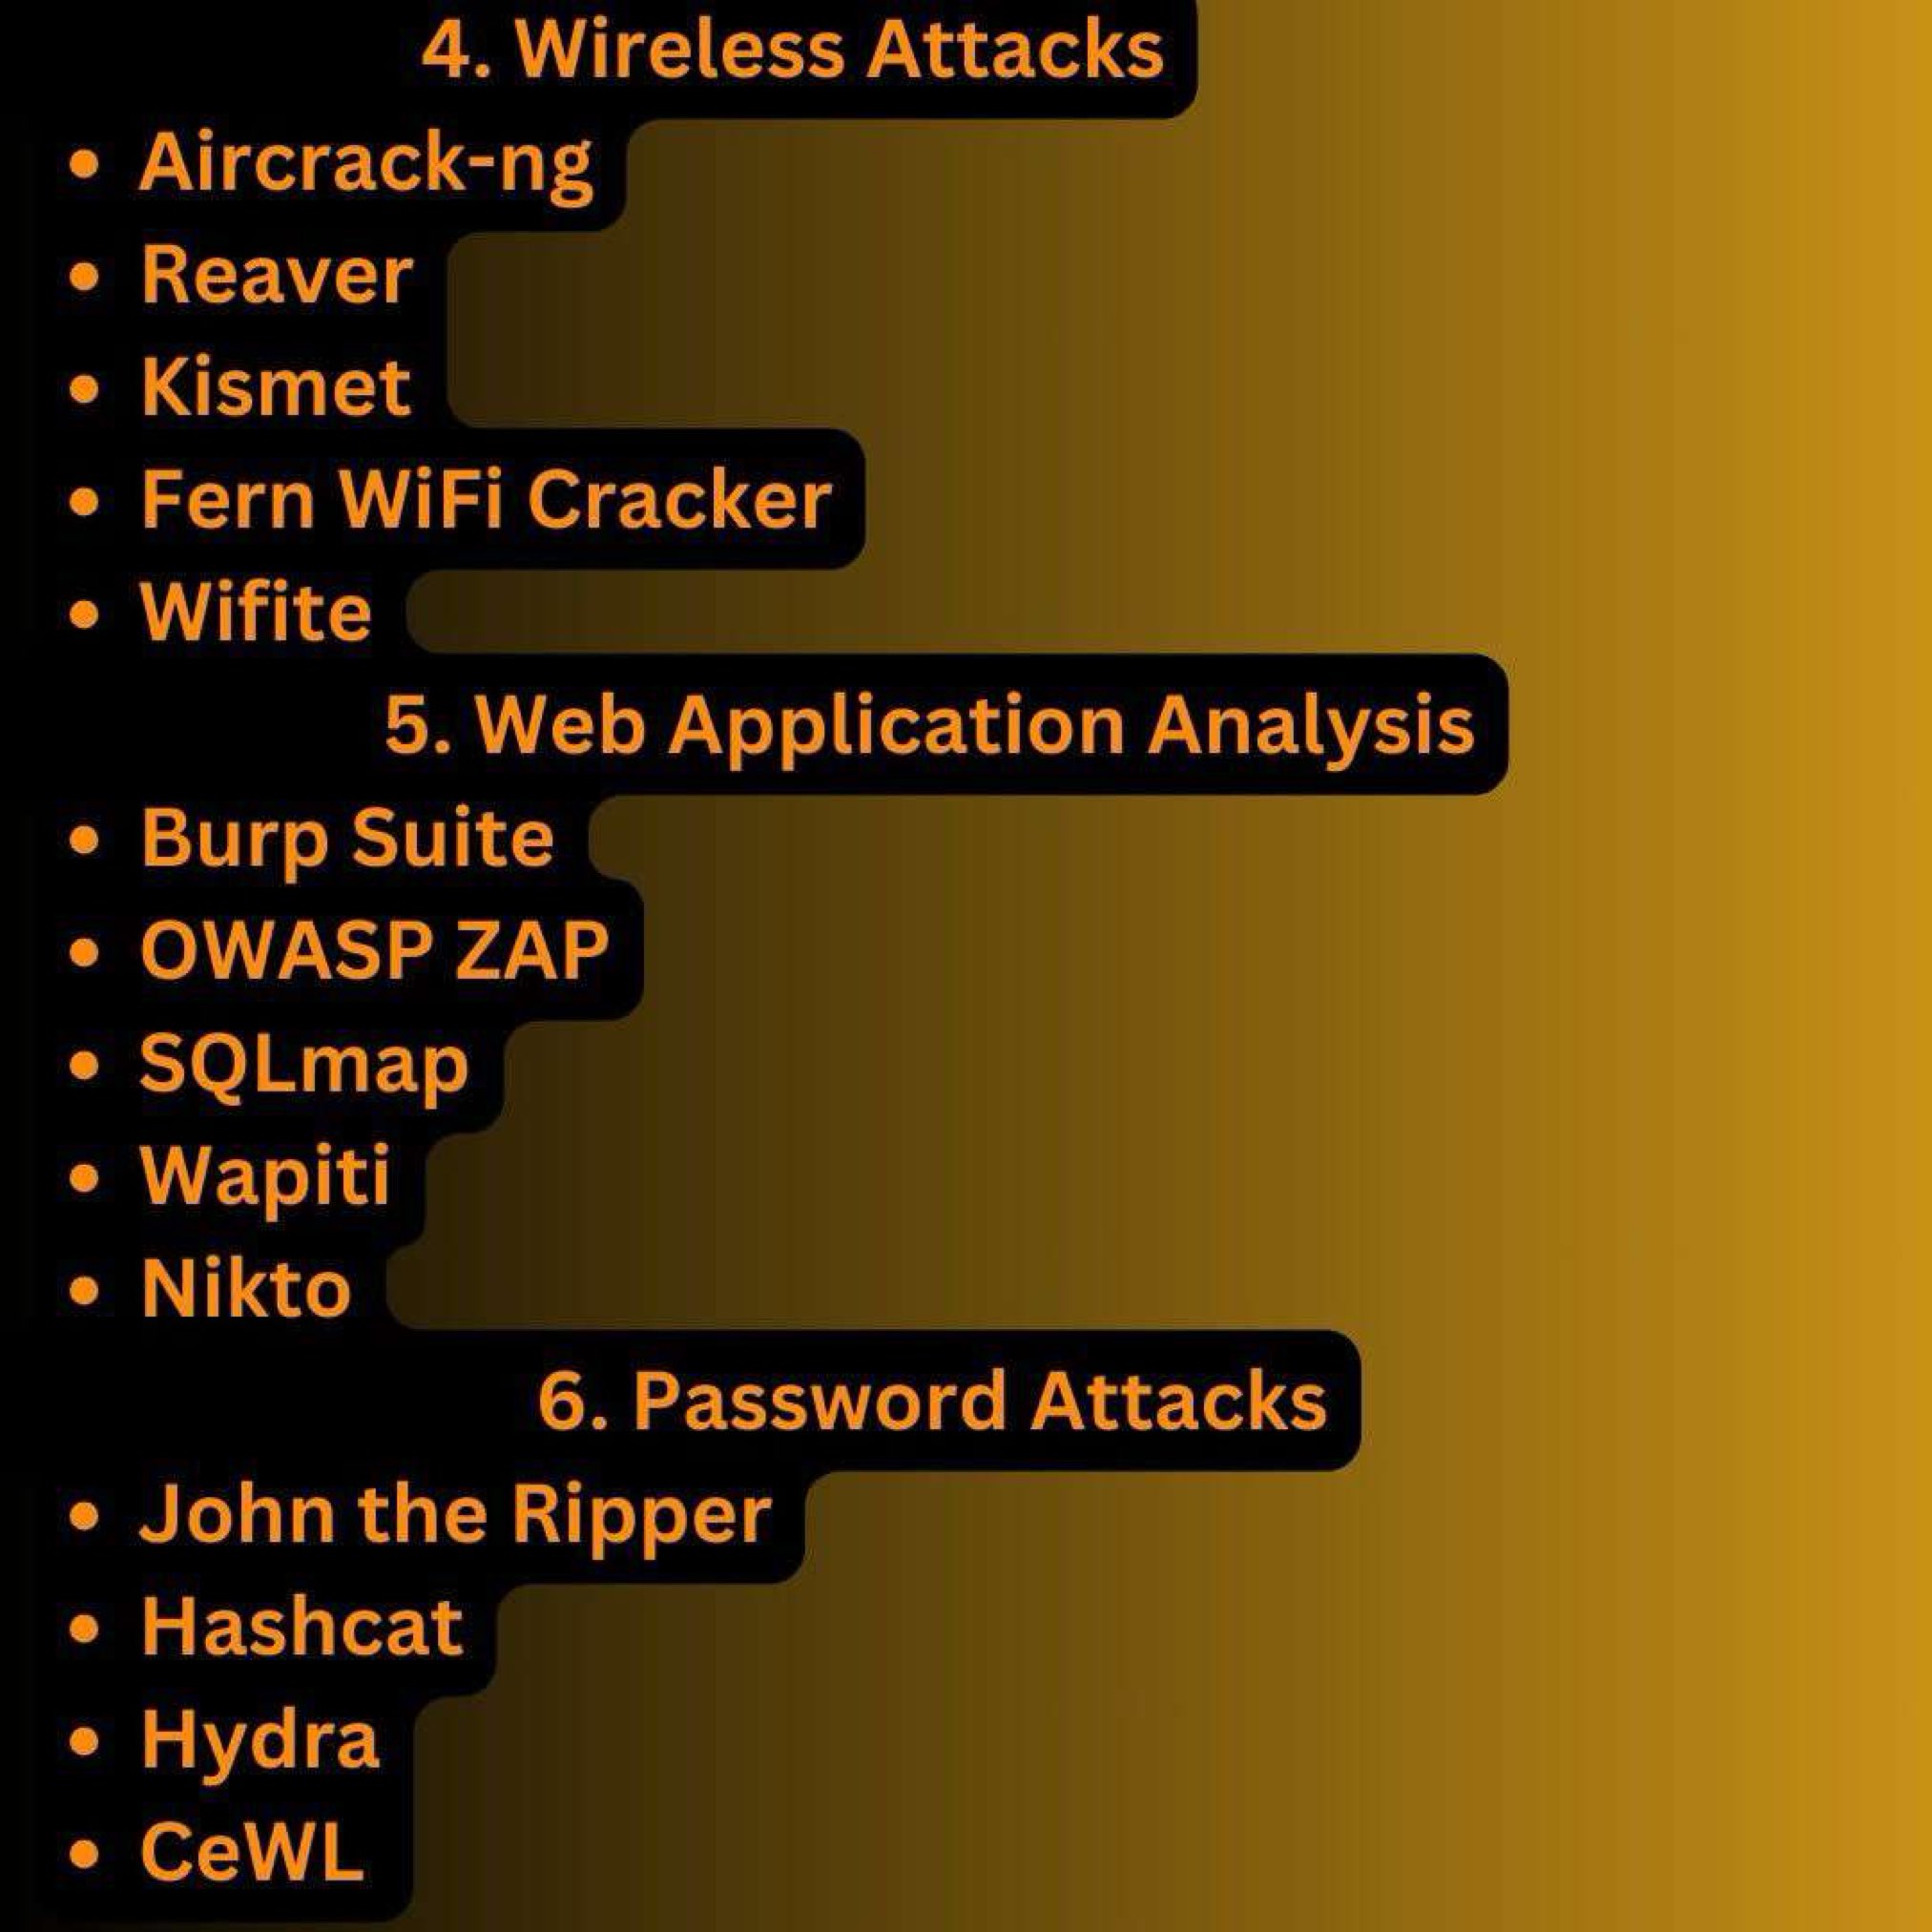 4. Wireless Attacks
• Aircrack-ng
• Reaver
• Kismet
• Fern WiFi Cracker
• Wifite
5. Web Application Analysis
• Burp Suite
• OWASP ZAP
• SQLmap
• Wapiti
• Nikto
6. Password Attacks
• John the Ripper
• Hashcat
• Hydra
• CeWL